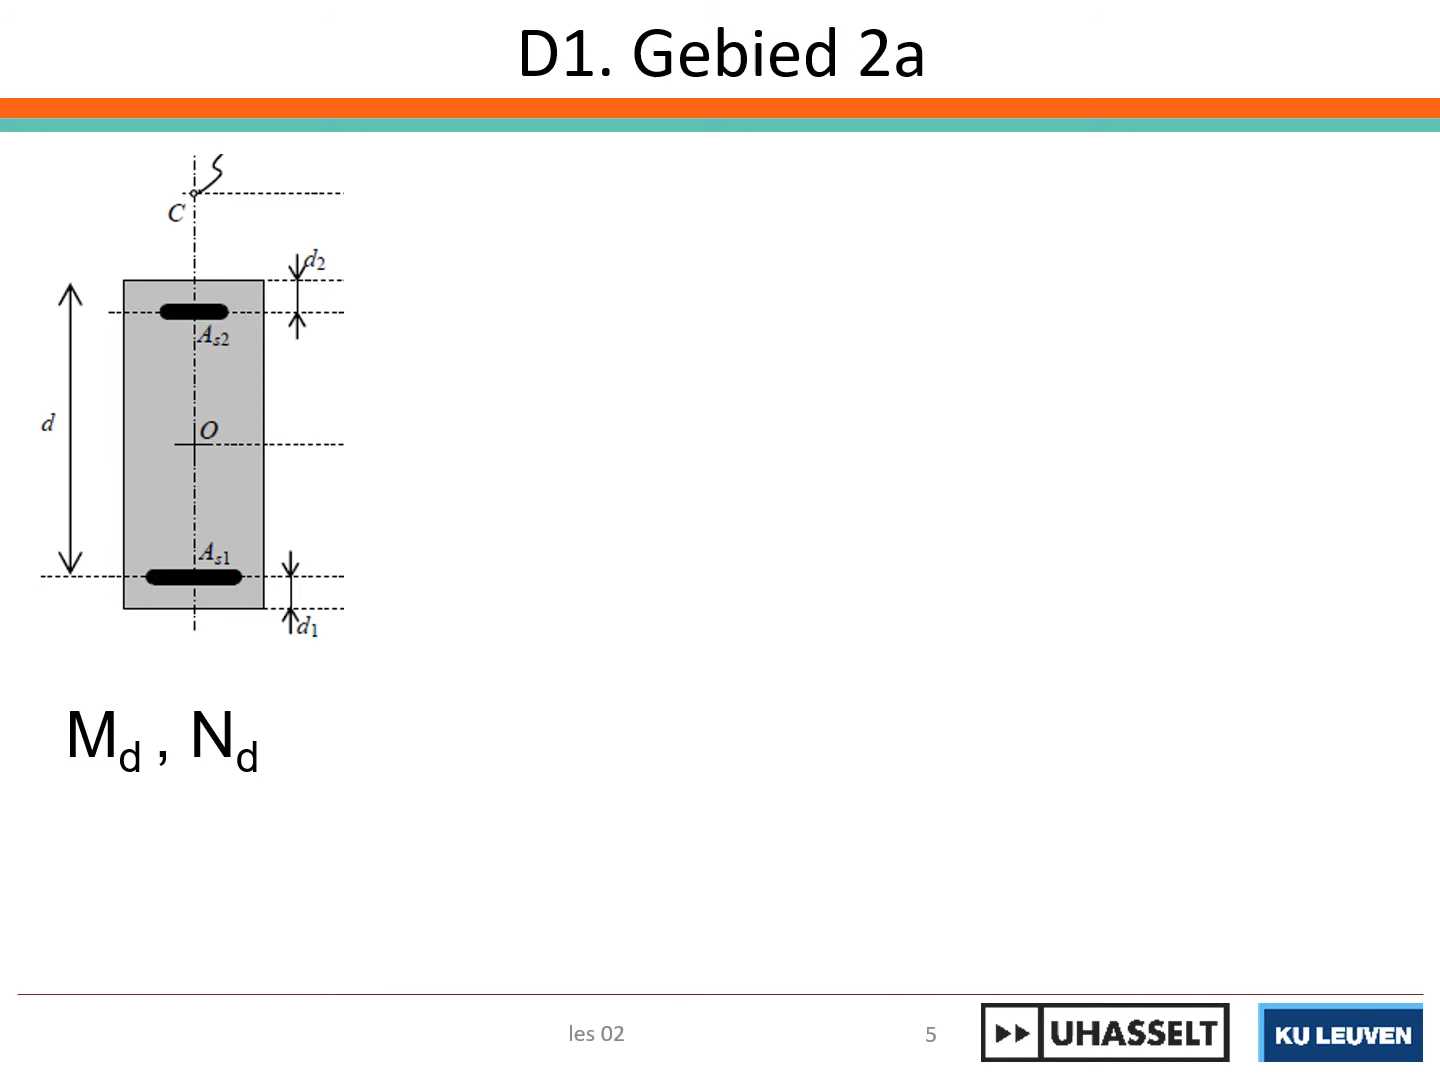 D1. Gebied 2a
C
d2
As2
d
O
As1
d1
Md , Nd
les 02
5
UHASSELT
KU LEUVEN